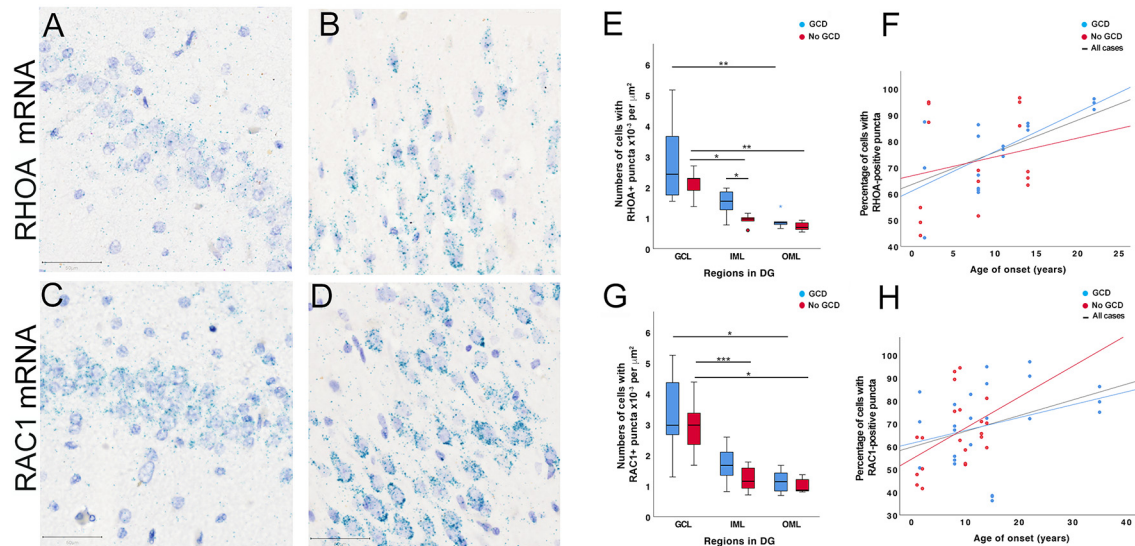 A
B
RHOA mRNA
C
D
RAC1 mRNA
E
GCD
No GCD
Numbers of cells with
RHOA+ puncta x10⁻³ per μm²
6
5
4
3
2
1
0
**
*
**
*
GCL
IML
OML
Regions in DG
F
GCD
No GCD
All cases
Percentage of cells with
RHOA-positive puncta
100
90
80
70
60
50
40
0
5
10
15
20
25
Age of onset (years)
G
GCD
No GCD
Numbers of cells with
RAC1+ puncta x10⁻³ per μm²
6
5
4
3
2
1
0
*
***
*
GCL
IML
OML
Regions in DG
H
GCD
No GCD
All cases
Percentage of cells with
RAC1-positive puncta
100
90
80
70
60
50
40
30
0
10
20
30
40
Age of onset (years)